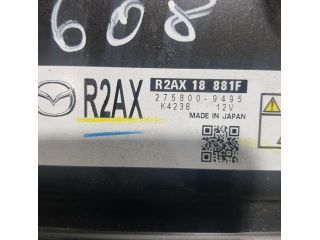 608
R2AX
R2AX 18 881F
275800-9495
K4238 12V
MADE IN JAPAN